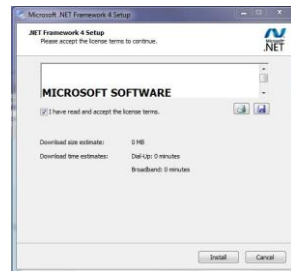 Microsoft .NET Framework 4 Setup
.NET Framework 4 Setup
Please accept the license terms to continue.
Microsoft
.NET
MICROSOFT SOFTWARE
I have read and accept the license terms.
Download size estimate: 0 MB
Download time estimates: Dial-Up: 0 minutes
Broadband: 0 minutes
Install Cancel